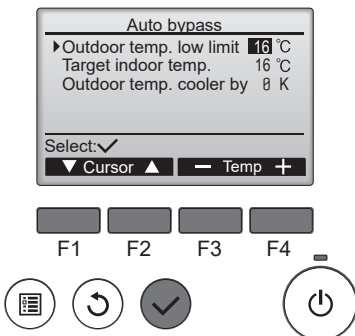 Auto bypass
▶Outdoor temp. low limit 16 °C
Target indoor temp. 16 °C
Outdoor temp. cooler by 0 K
Select:✓
▼ Cursor ▲ − Temp +
F1 F2 F3 F4